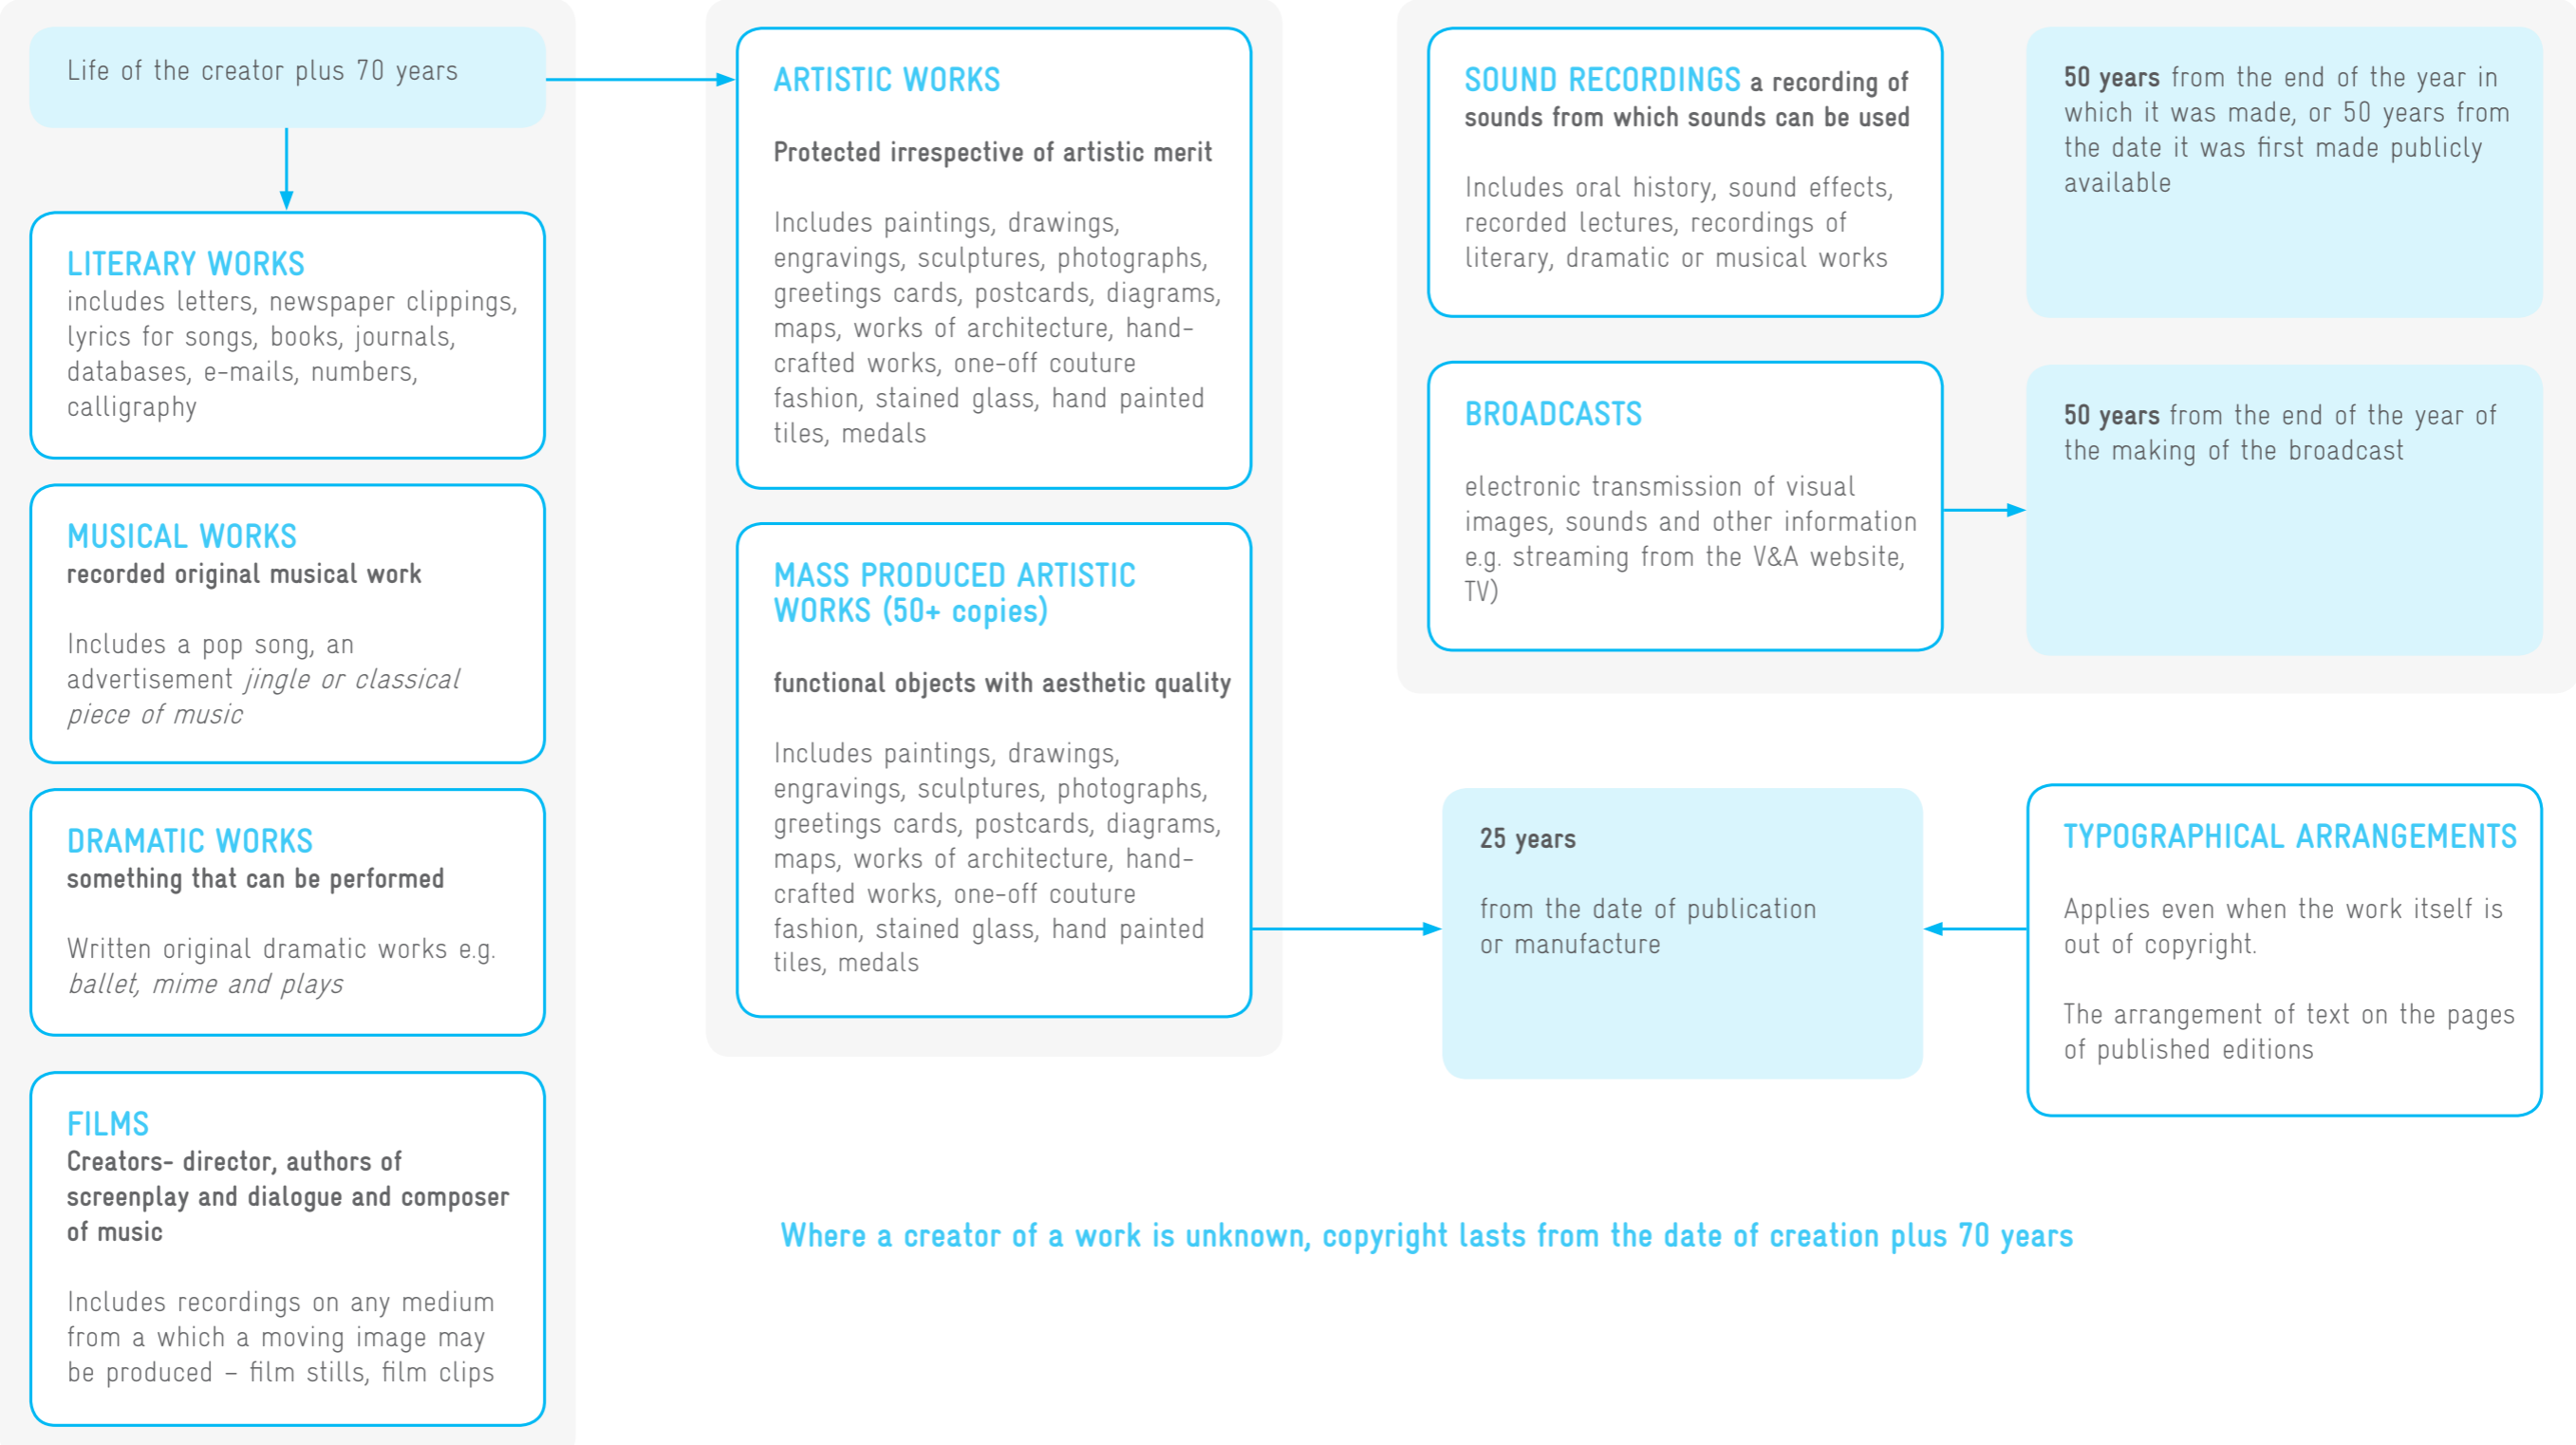 Life of the creator plus 70 years
LITERARY WORKS
includes letters, newspaper clippings,
lyrics for songs, books, journals,
databases, e-mails, numbers,
calligraphy
MUSICAL WORKS
recorded original musical work
Includes a pop song, an
advertisement jingle or classical
piece of music
DRAMATIC WORKS
something that can be performed
Written original dramatic works e.g.
ballet, mime and plays
FILMS
Creators- director, authors of
screenplay and dialogue and composer
of music
Includes recordings on any medium
from a which a moving image may
be produced – film stills, film clips
ARTISTIC WORKS
Protected irrespective of artistic merit
Includes paintings, drawings,
engravings, sculptures, photographs,
greetings cards, postcards, diagrams,
maps, works of architecture, hand-
crafted works, one-off couture
fashion, stained glass, hand painted
tiles, medals
MASS PRODUCED ARTISTIC
WORKS (50+ copies)
functional objects with aesthetic quality
Includes paintings, drawings,
engravings, sculptures, photographs,
greetings cards, postcards, diagrams,
maps, works of architecture, hand-
crafted works, one-off couture
fashion, stained glass, hand painted
tiles, medals
SOUND RECORDINGS a recording of
sounds from which sounds can be used
Includes oral history, sound effects,
recorded lectures, recordings of
literary, dramatic or musical works
50 years from the end of the year in
which it was made, or 50 years from
the date it was first made publicly
available
BROADCASTS
electronic transmission of visual
images, sounds and other information
e.g. streaming from the V&A website,
TV)
50 years from the end of the year of
the making of the broadcast
25 years
from the date of publication
or manufacture
TYPOGRAPHICAL ARRANGEMENTS
Applies even when the work itself is
out of copyright.
The arrangement of text on the pages
of published editions
Where a creator of a work is unknown, copyright lasts from the date of creation plus 70 years